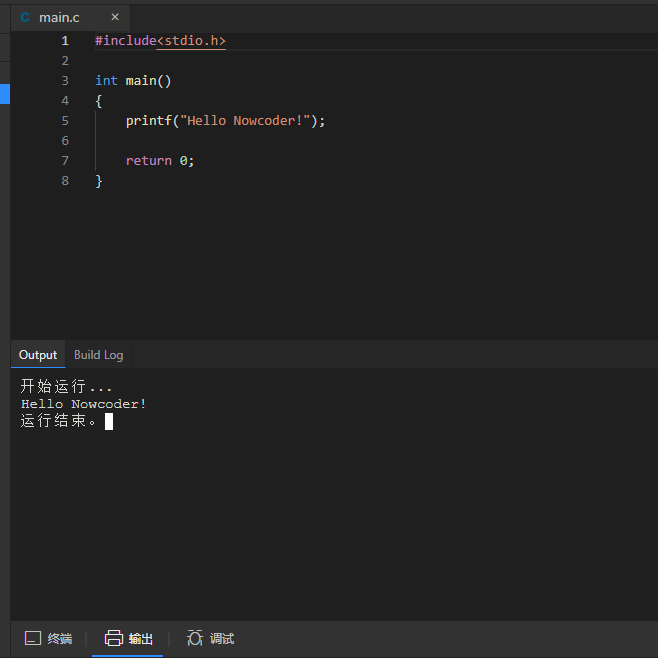 C main.c ×
1 #include<stdio.h>
2
3 int main()
4 {
5     printf("Hello Nowcoder!");
6
7     return 0;
8 }
Output Build Log
开始运行...
Hello Nowcoder!
运行结束。
终端 输出 调试